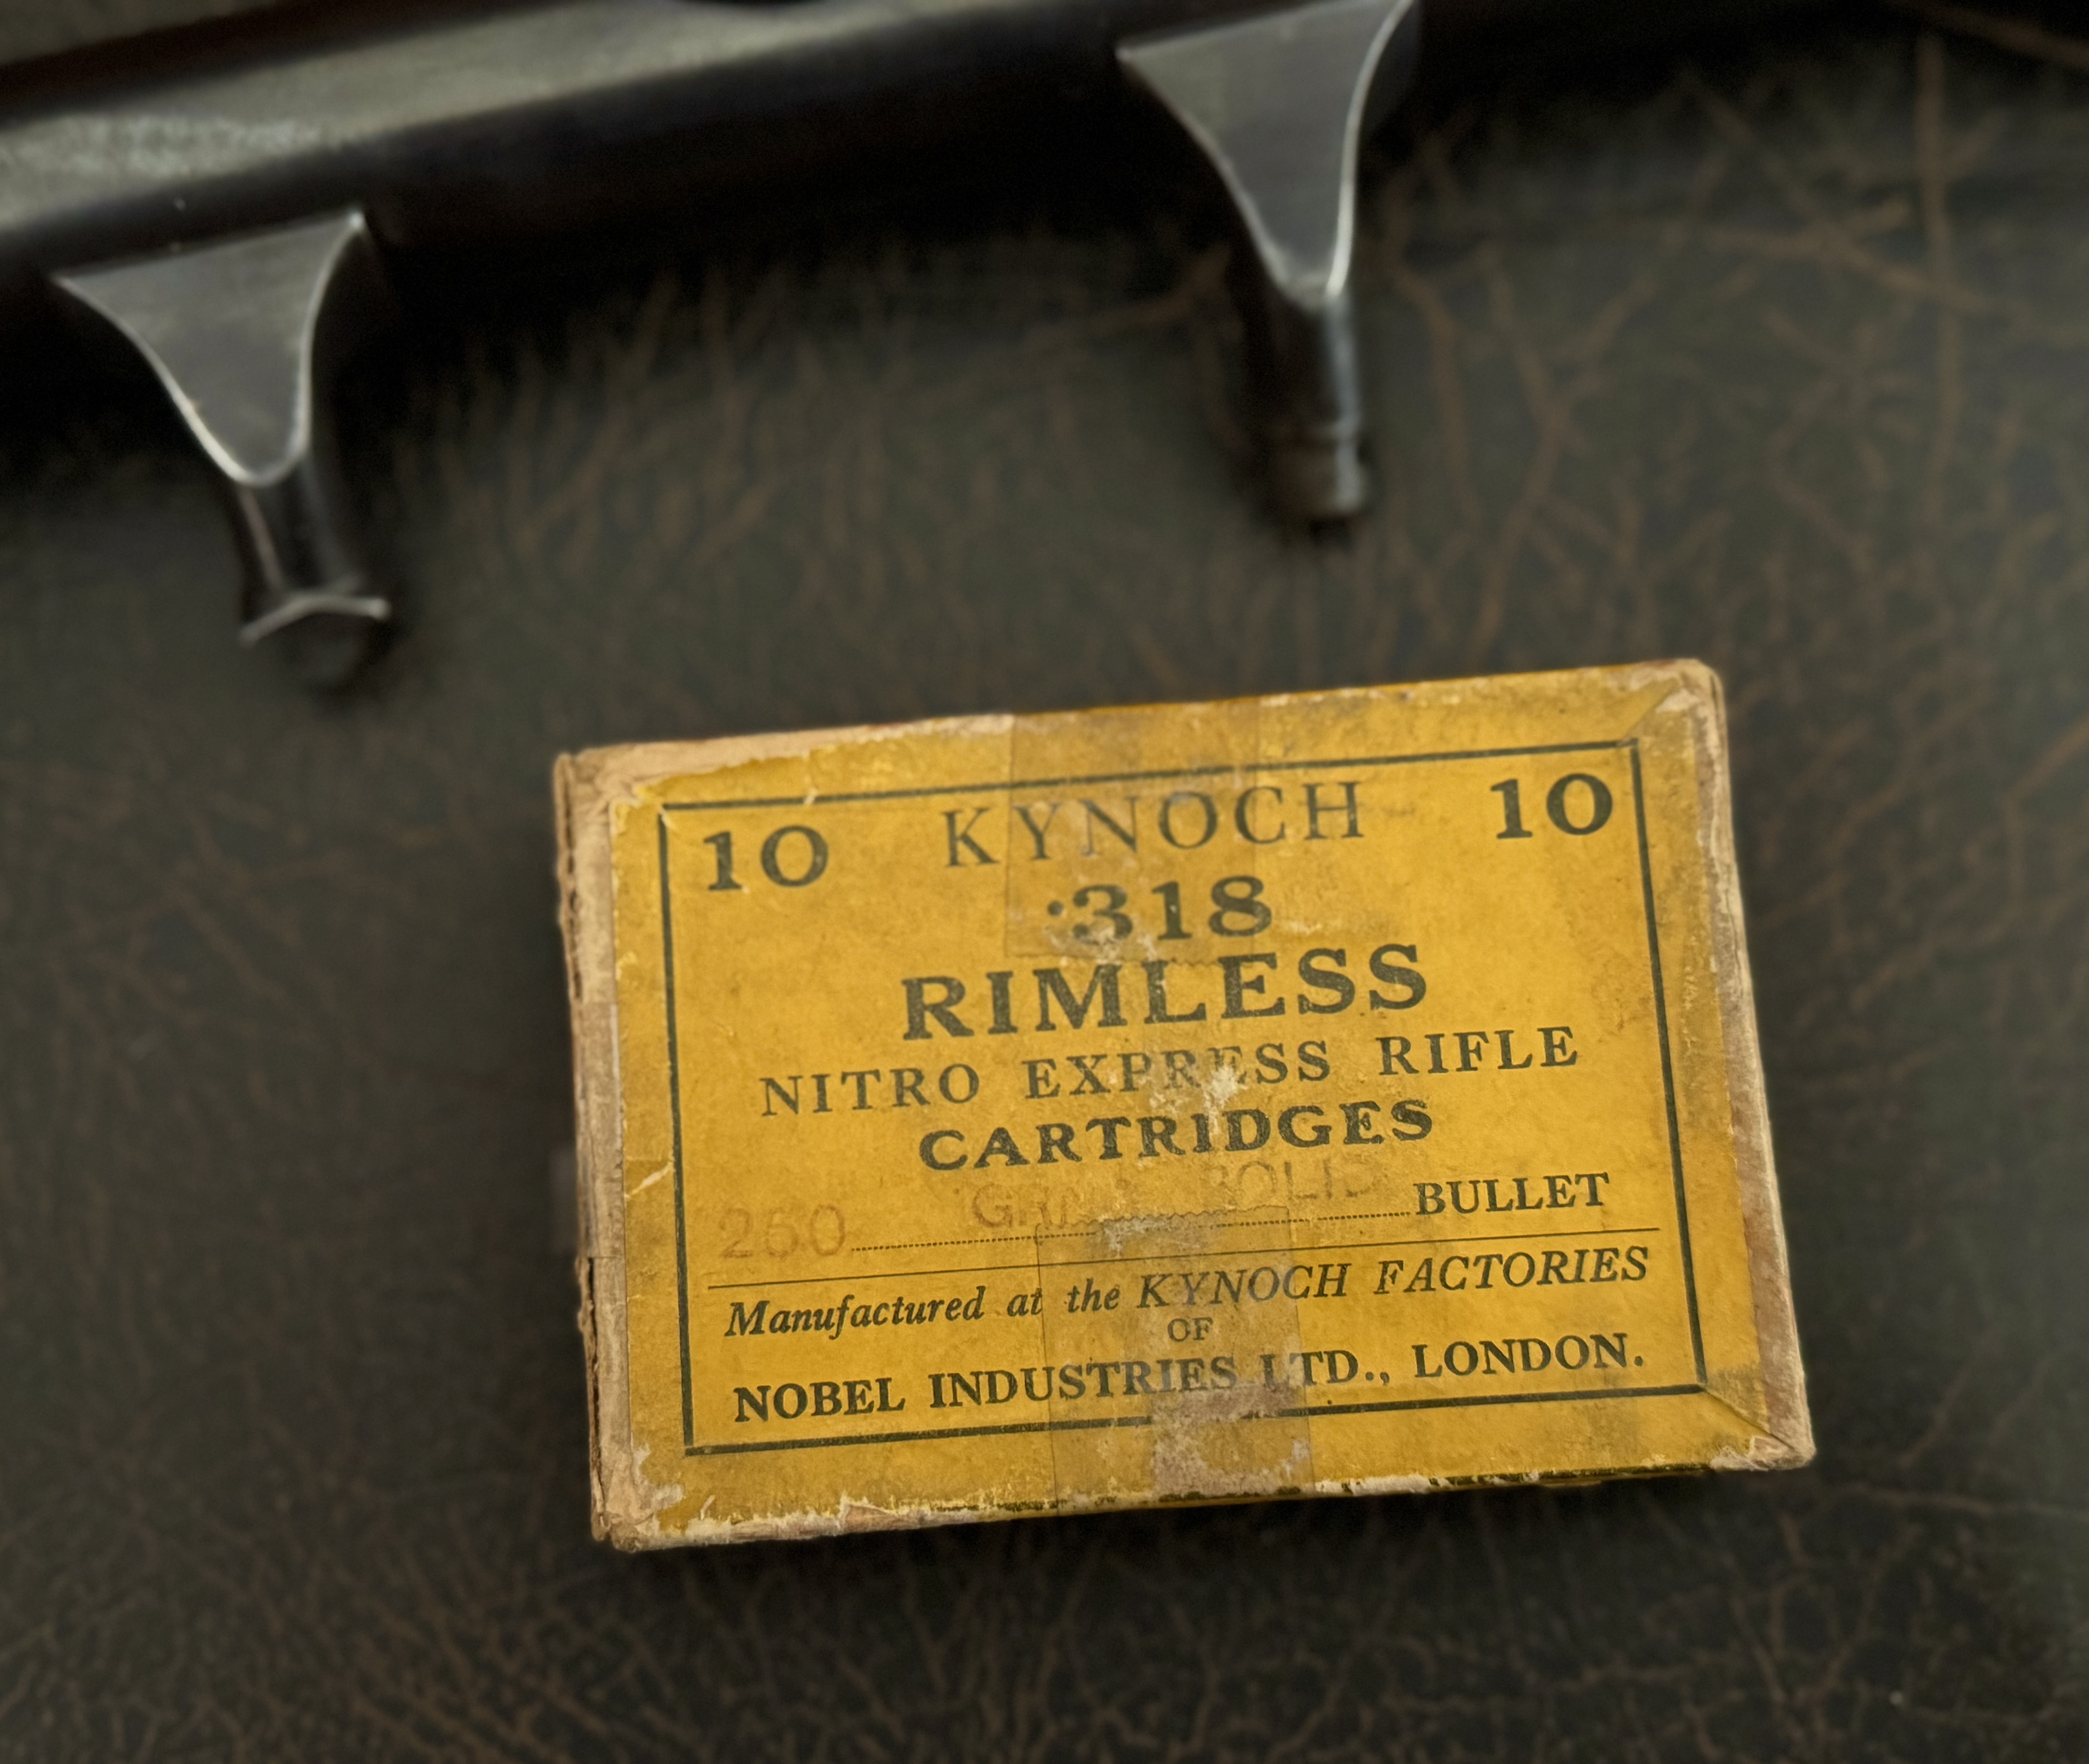 10 KYNOCH 10
·318
RIMLESS
NITRO EXPRESS RIFLE
CARTRIDGES
SOLID
BULLET
Manufactured at the KYNOCH FACTORIES
OF
NOBEL INDUSTRIES LTD., LONDON.